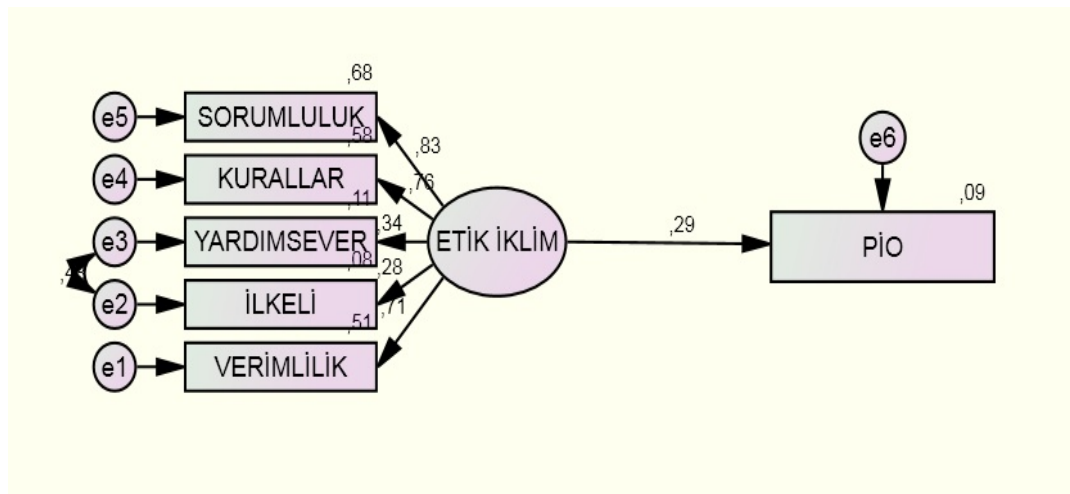 ,68
e5
SORUMLULUK
,83
,58
e4
KURALLAR
,76
,11
e3
YARDIMSEVER
,34
,08
e2
İLKELİ
,28
,51
e1
VERİMLİLİK
,71
ETİK İKLİM
,29
e6
,09
PİO